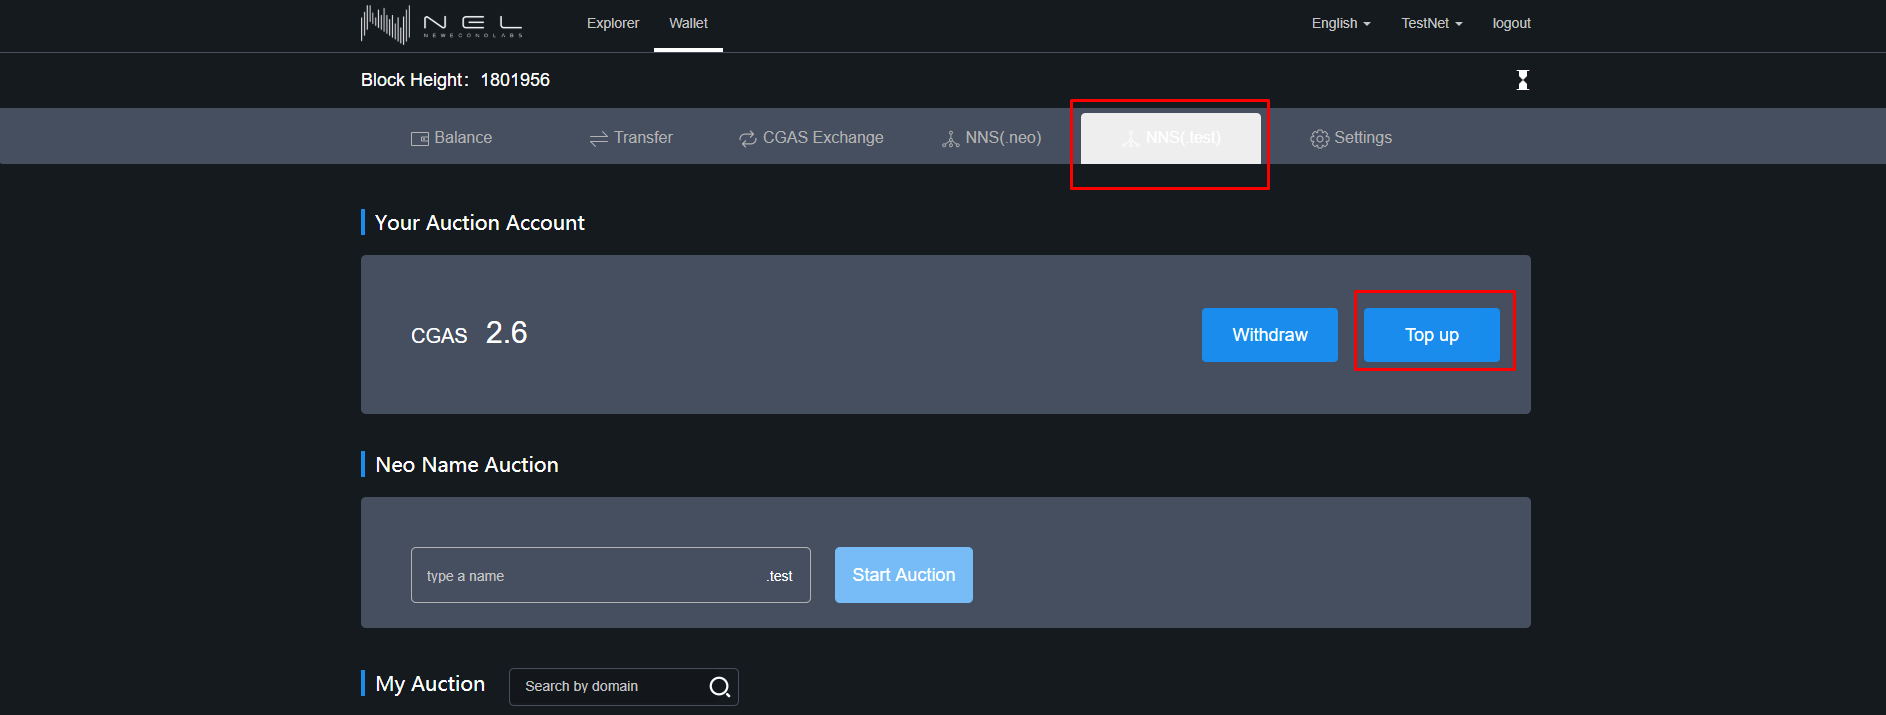 NEL Explorer Wallet English TestNet logout
NEWECONOLABS
Block Height: 1801956
Balance Transfer CGAS Exchange NNS(.neo) NNS(.test) Settings
Your Auction Account
CGAS 2.6 Withdraw Top up
Neo Name Auction
type a name .test Start Auction
My Auction Search by domain